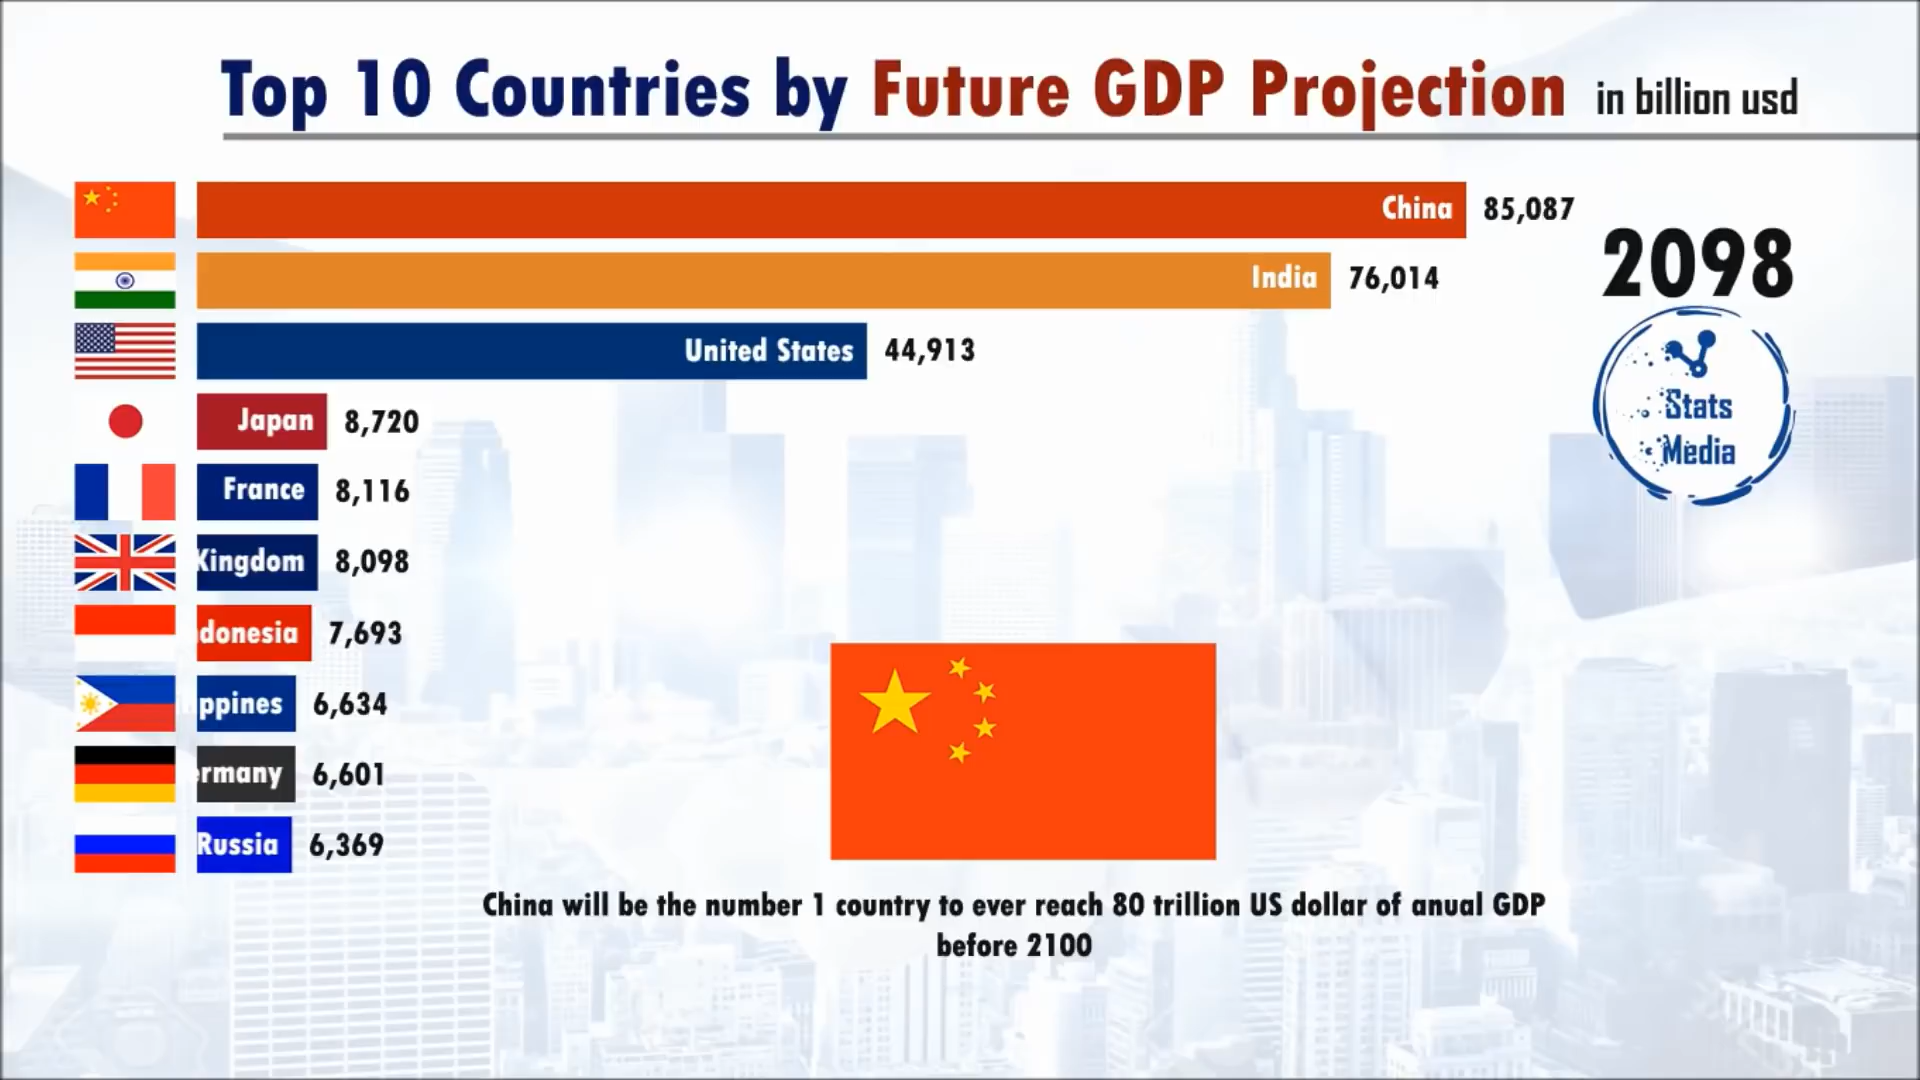 Top 10 Countries by Future GDP Projection in billion usd
China 85,087
2098
India 76,014
United States 44,913
Stats
Media
Japan 8,720
France 8,116
Kingdom 8,098
donesia 7,693
ppines 6,634
rmany 6,601
Russia 6,369
China will be the number 1 country to ever reach 80 trillion US dollar of anual GDP
before 2100